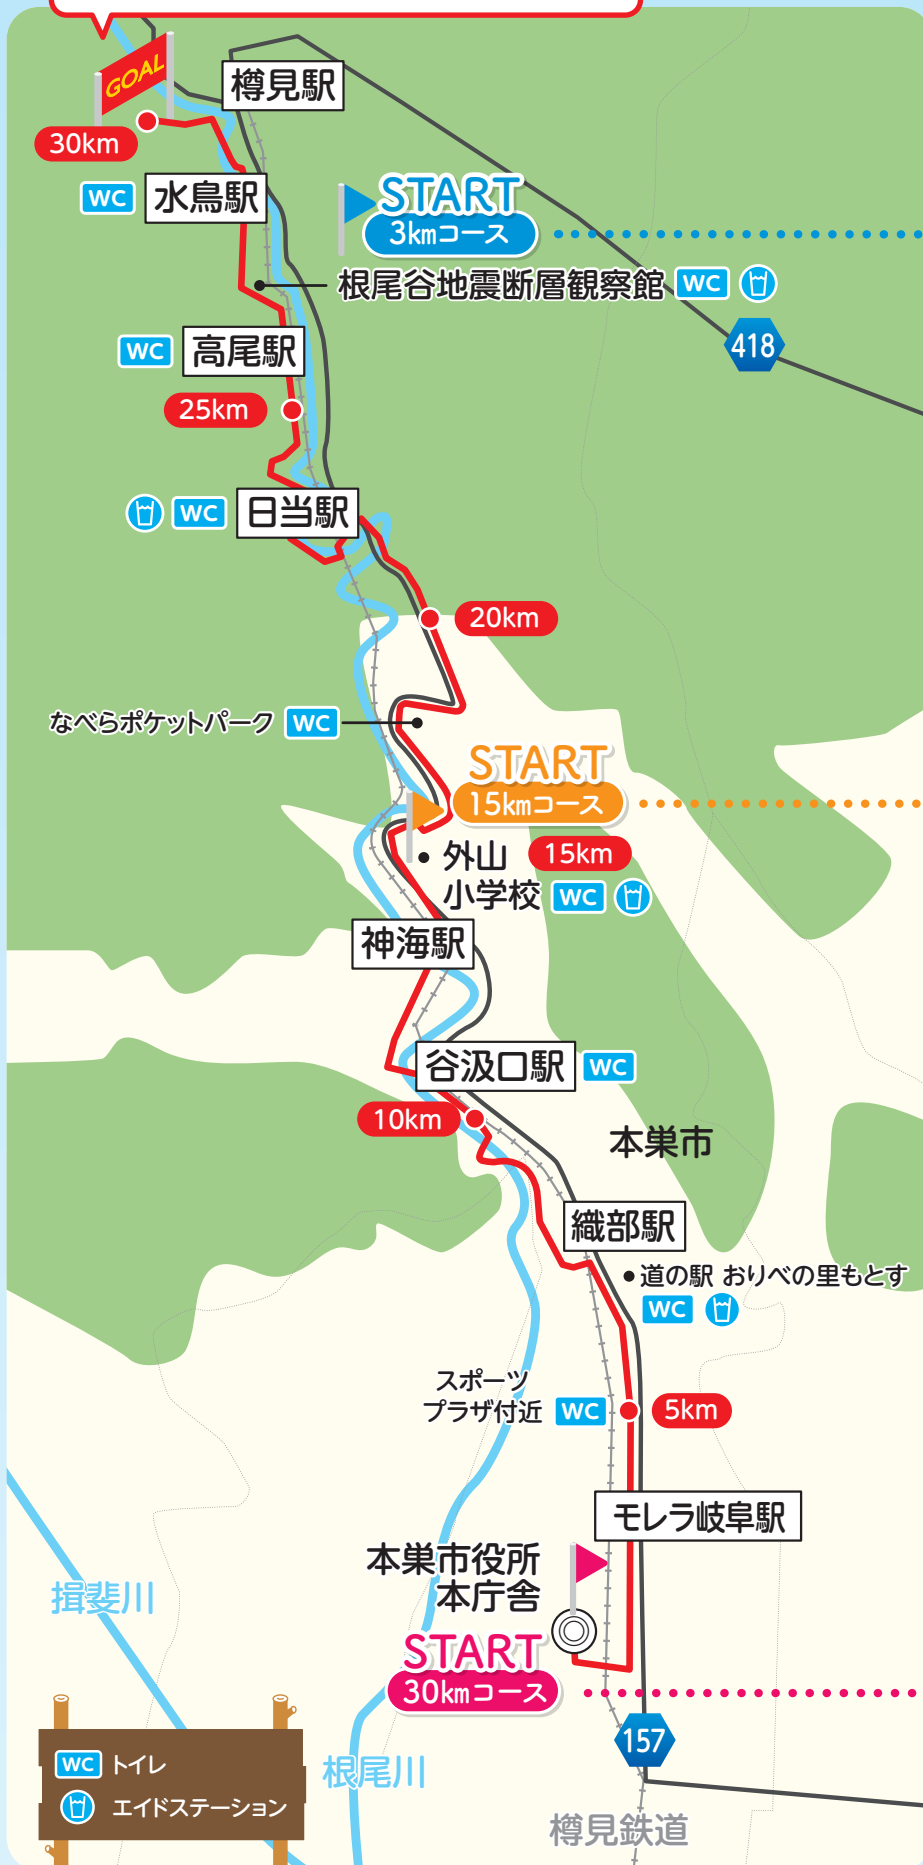 GOAL
樽見駅
30km
WC
水鳥駅
START
3kmコース
根尾谷地震断層観察館
WC
418
WC
高尾駅
25km
WC
日当駅
20km
なべらポケットパーク
WC
START
15kmコース
外山
小学校
15km
WC
神海駅
谷汲口駅
WC
10km
本巣市
織部駅
道の駅 おりべの里もとす
WC
スポーツ
プラザ付近
WC
5km
モレラ岐阜駅
本巣市役所
本庁舎
START
30kmコース
揖斐川
157
WC トイレ
エイドステーション
根尾川
樽見鉄道